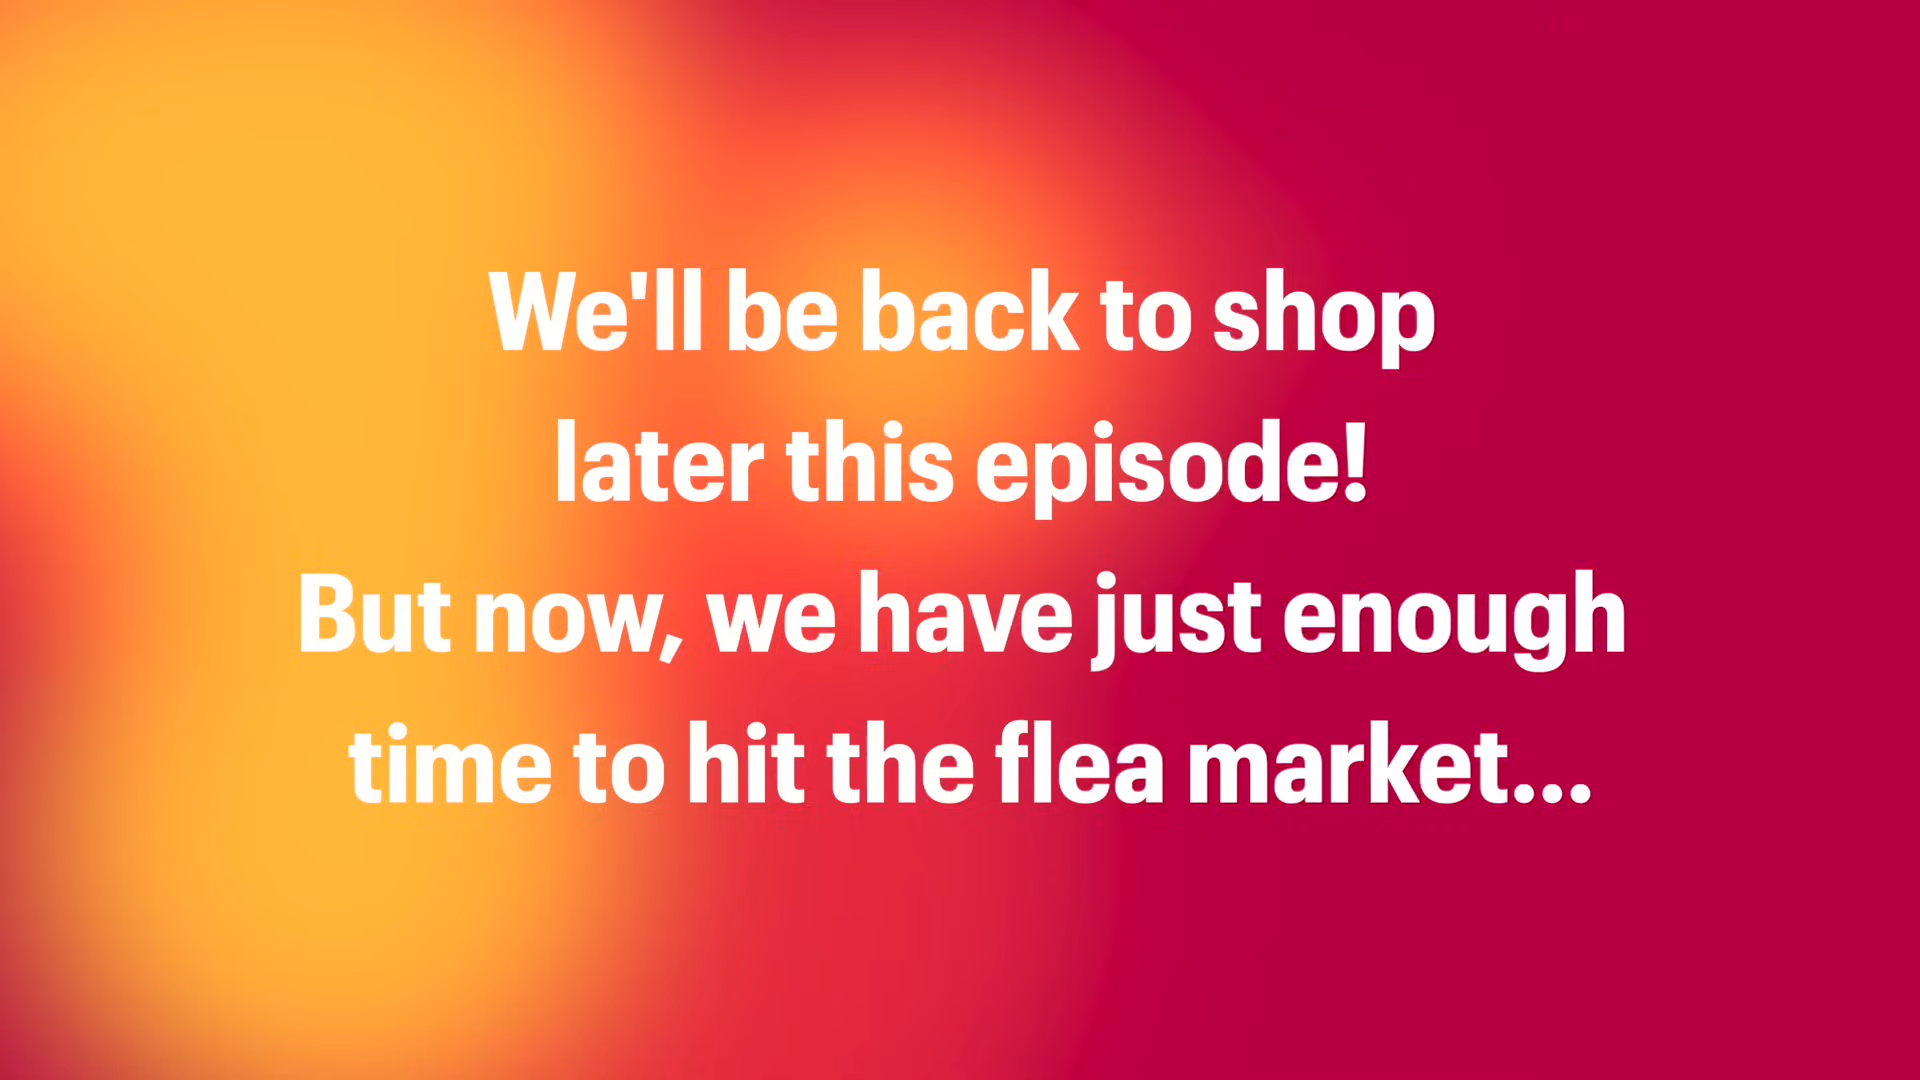 We'll be back to shop
later this episode!
But now, we have just enough
time to hit the flea market...